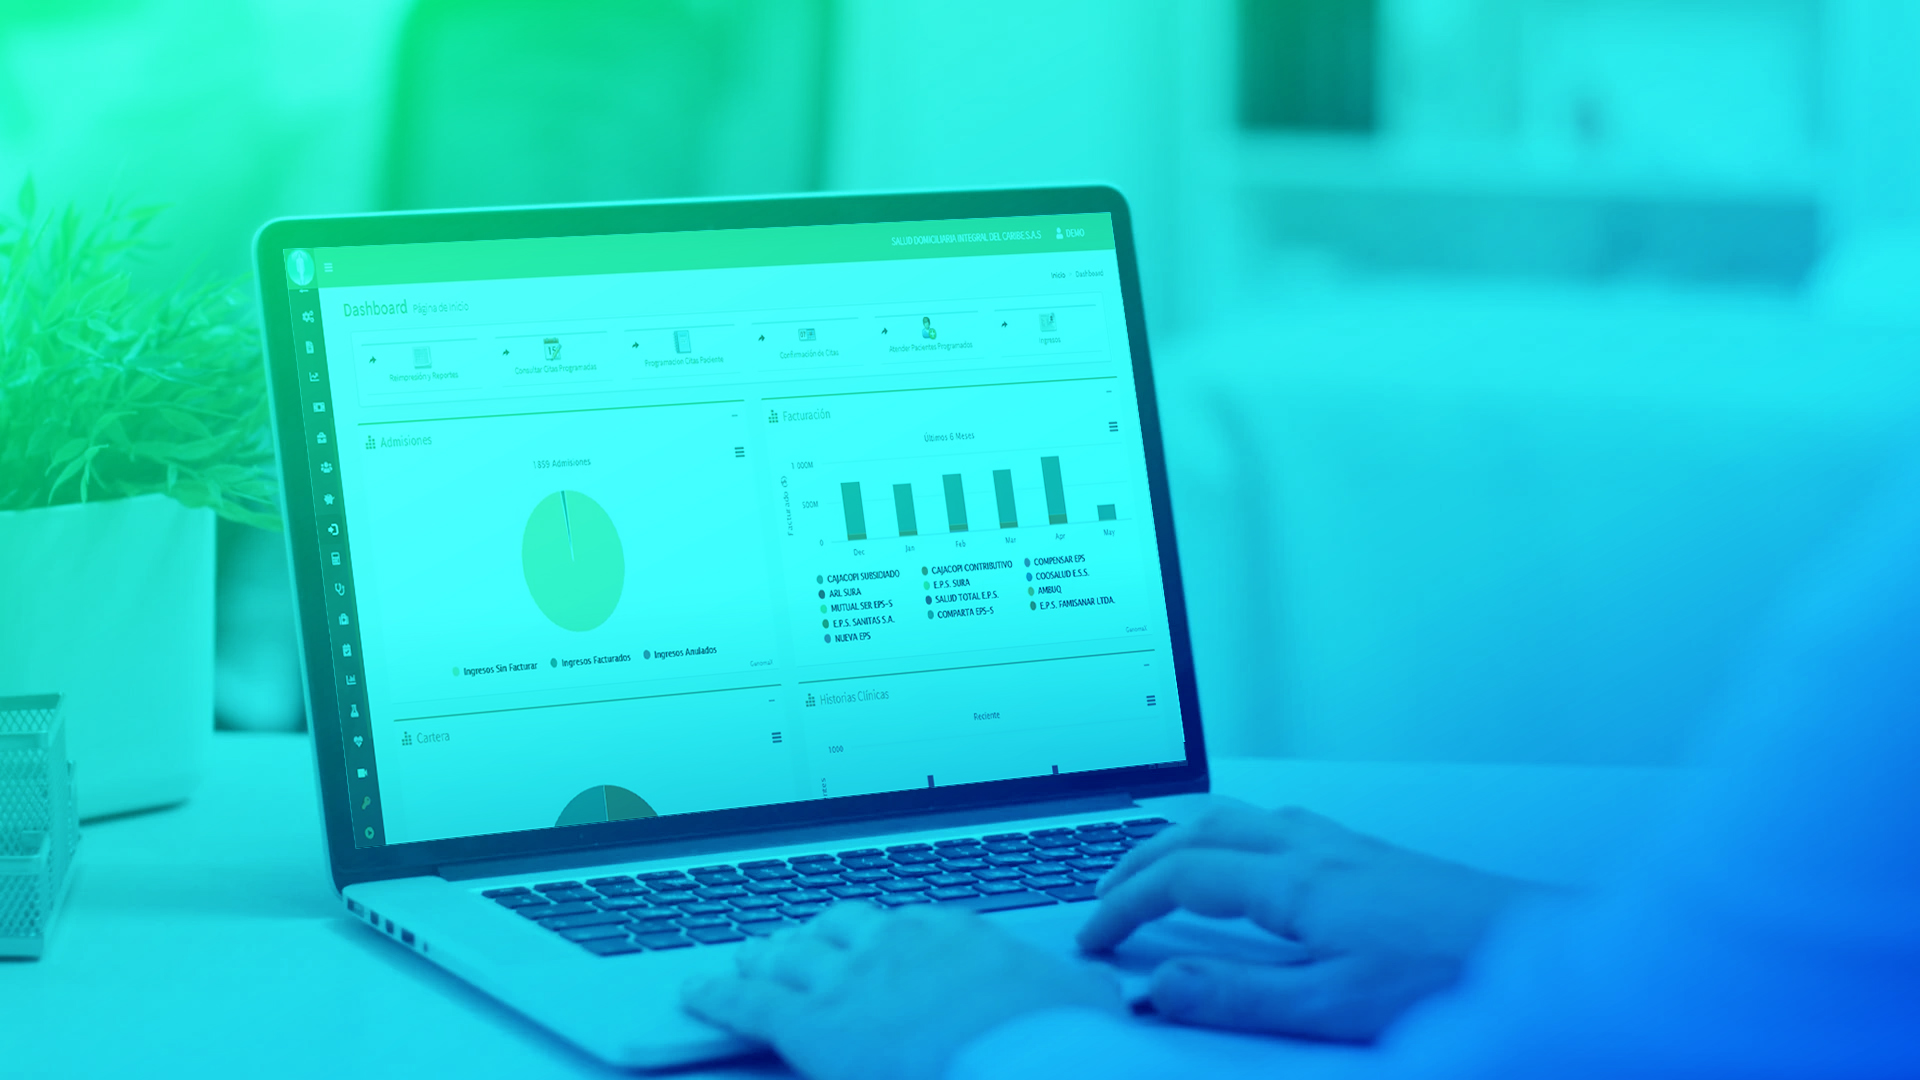 SALUD DOMICILIARIA INTEGRAL DEL CARIBE S.A.S
DEMO
Dashboard Página de inicio
Inicio - Dashboard
Reimpresión y Reportes
Consultar Citas Programadas
Programacion Citas Paciente
Confirmación de Citas
Atender Pacientes Programados
Ingresos
Admisiones
1859 Admisiones
Ingresos Sin Facturar
Ingresos Facturados
Ingresos Anulados
Facturación
Últimos 6 Meses
Facturado ($)
1 000M
500M
0
Dec
Jan
Feb
Mar
Apr
May
CAJACOPI SUBSIDIADO
CAJACOPI CONTRIBUTIVO
COMPENSAR EPS
ARL SURA
E.P.S. SURA
COOSALUD E.S.S.
MUTUAL SER EPS-S
SALUD TOTAL E.P.S.
AMBUQ
E.P.S. SANITAS S.A.
COMPARTA EPS-S
E.P.S. FAMISANAR LTDA.
NUEVA EPS
Cartera
Historias Clínicas
Reciente
1000